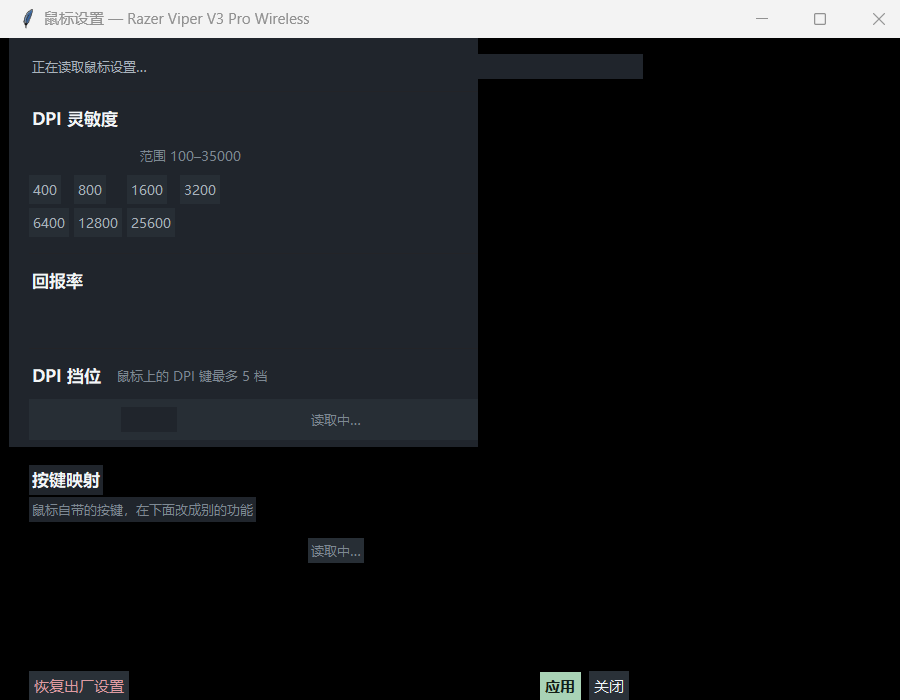 鼠标设置 — Razer Viper V3 Pro Wireless
正在读取鼠标设置...
DPI 灵敏度
范围 100–35000
400 800 1600 3200
6400 12800 25600
回报率
DPI 挡位 鼠标上的 DPI 键最多 5 档
读取中...
按键映射
鼠标自带的按键，在下面改成别的功能
读取中...
恢复出厂设置 应用 关闭